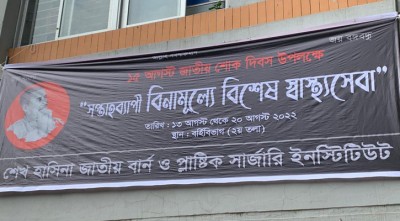 জয় বঙ্গবন্ধু
১৫ আগস্ট জাতীয় শোক দিবস উপলক্ষে
"সপ্তাহব্যাপী বিনামূল্যে বিশেষ স্বাস্থ্যসেবা"
তারিখ : ১৩ আগস্ট থেকে ২০ আগস্ট ২০২২
স্থান : বহির্বিভাগ (২য় তলা)
শেখ হাসিনা জাতীয় বার্ন ও প্লাষ্টিক সার্জারি ইনস্টিটিউট